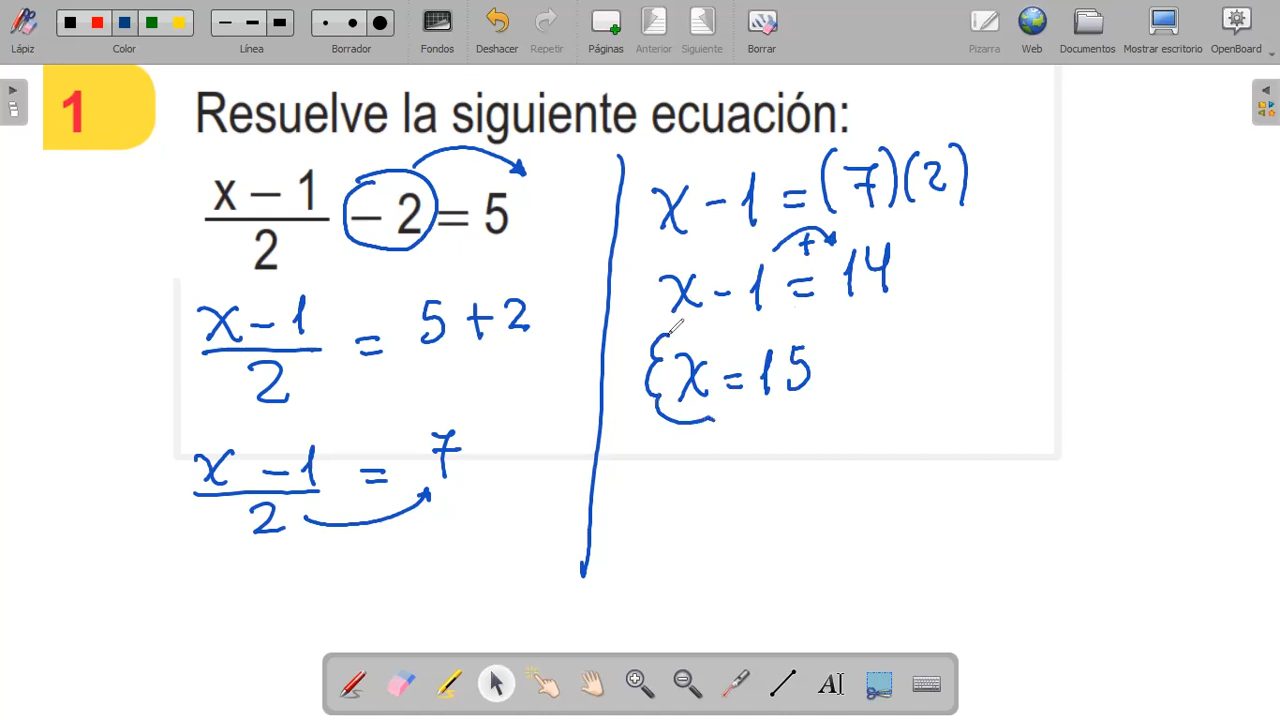 Lápiz Color Línea Borrador Fondos Deshacer Repetir Páginas Anterior Siguiente Borrar Pizarra Web Documentos Mostrar escritorio OpenBoard
1 Resuelve la siguiente ecuación:
x – 1 / 2 – 2 = 5
x - 1 / 2 = 5 + 2
x - 1 / 2 = 7
x - 1 = (7)(2)
+
x - 1 = 14
{ x = 15
AI